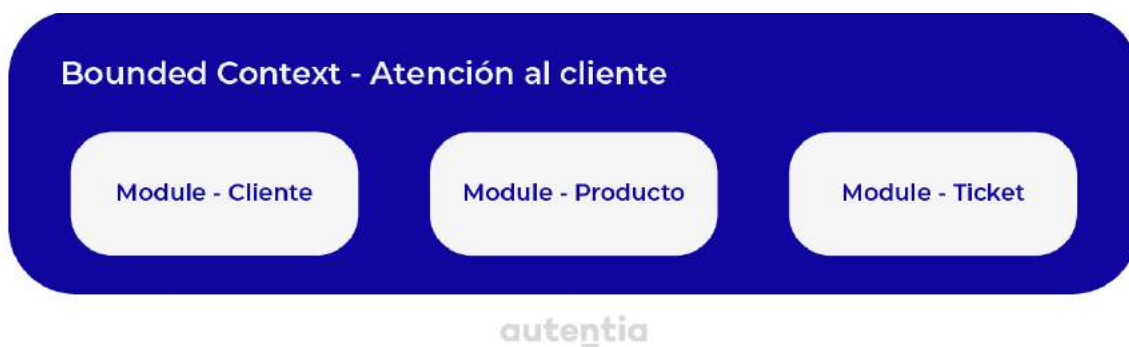 Bounded Context - Atención al cliente
Module - Cliente
Module - Producto
Module - Ticket
autentia